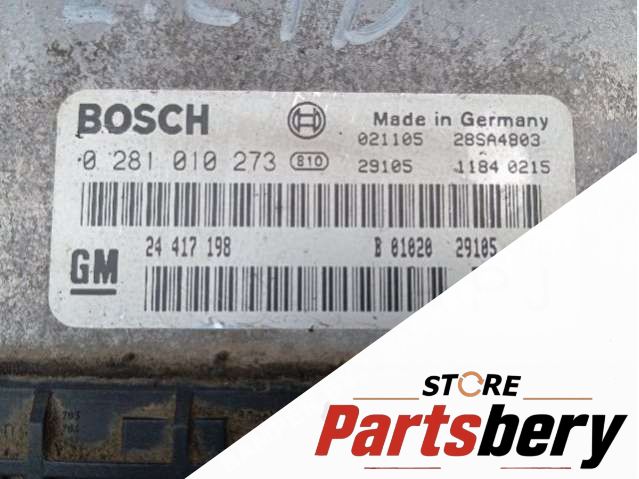 BOSCH
Made in Germany
021105 28SA4803
0 281 010 273 810
29105 1184 0215
24 417 198 B 01020 29105
GM
STORE
Partsbery